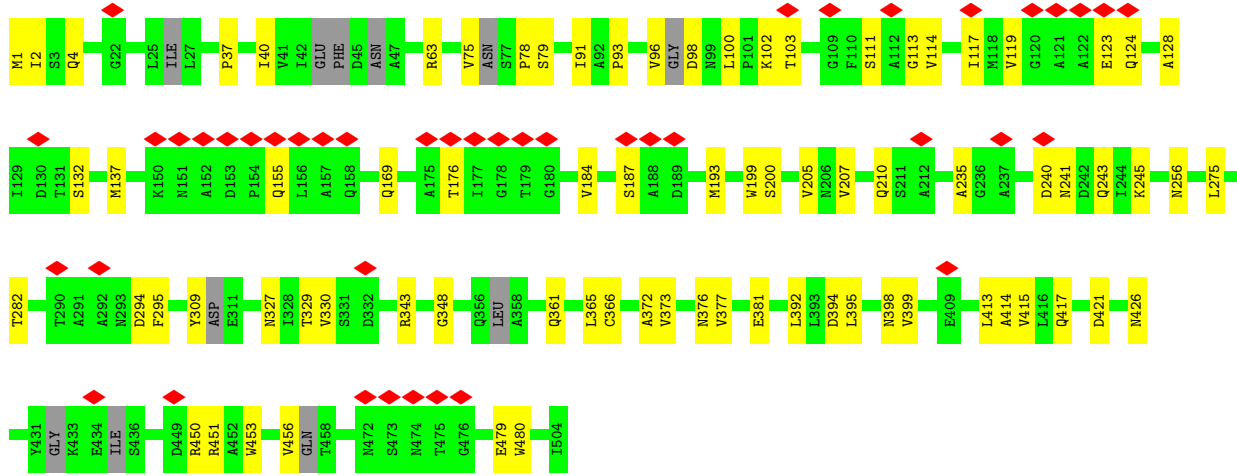 M1 I2 S3 Q4 G22 L25 ILE L27 P37 I40 V41 I42 GLU PHE D45 ASN A47 R63 V75 ASN S77 P78 S79 I91 A92 P93 V96 GLY D98 N99 L100 P101 K102 T103 G109 F110 S111 A112 G113 V114 I117 M118 V119 G120 A121 A122 E123 Q124 A128
I129 D130 T131 S132 M137 K150 N151 A152 D153 P154 Q155 L156 A157 Q158 Q169 A175 T176 I177 G178 T179 G180 V184 S187 A188 D189 M193 W199 S200 V205 N206 V207 Q210 S211 A212 A235 G236 A237 D240 N241 D242 Q243 I244 K245 N256 L275
T282 T290 A291 A292 N293 D294 F295 Y309 ASP E311 N327 I328 T329 V330 S331 D332 R343 G348 Q356 LEU A358 Q361 L365 C366 A372 V373 N376 V377 E381 L392 L393 D394 L395 N398 V399 E409 L413 A414 V415 L416 Q417 D421 N426
Y431 GLY K433 E434 ILE S436 D449 R450 R451 A452 W453 V456 GLN T458 N472 S473 N474 T475 G476 E479 W480 I504